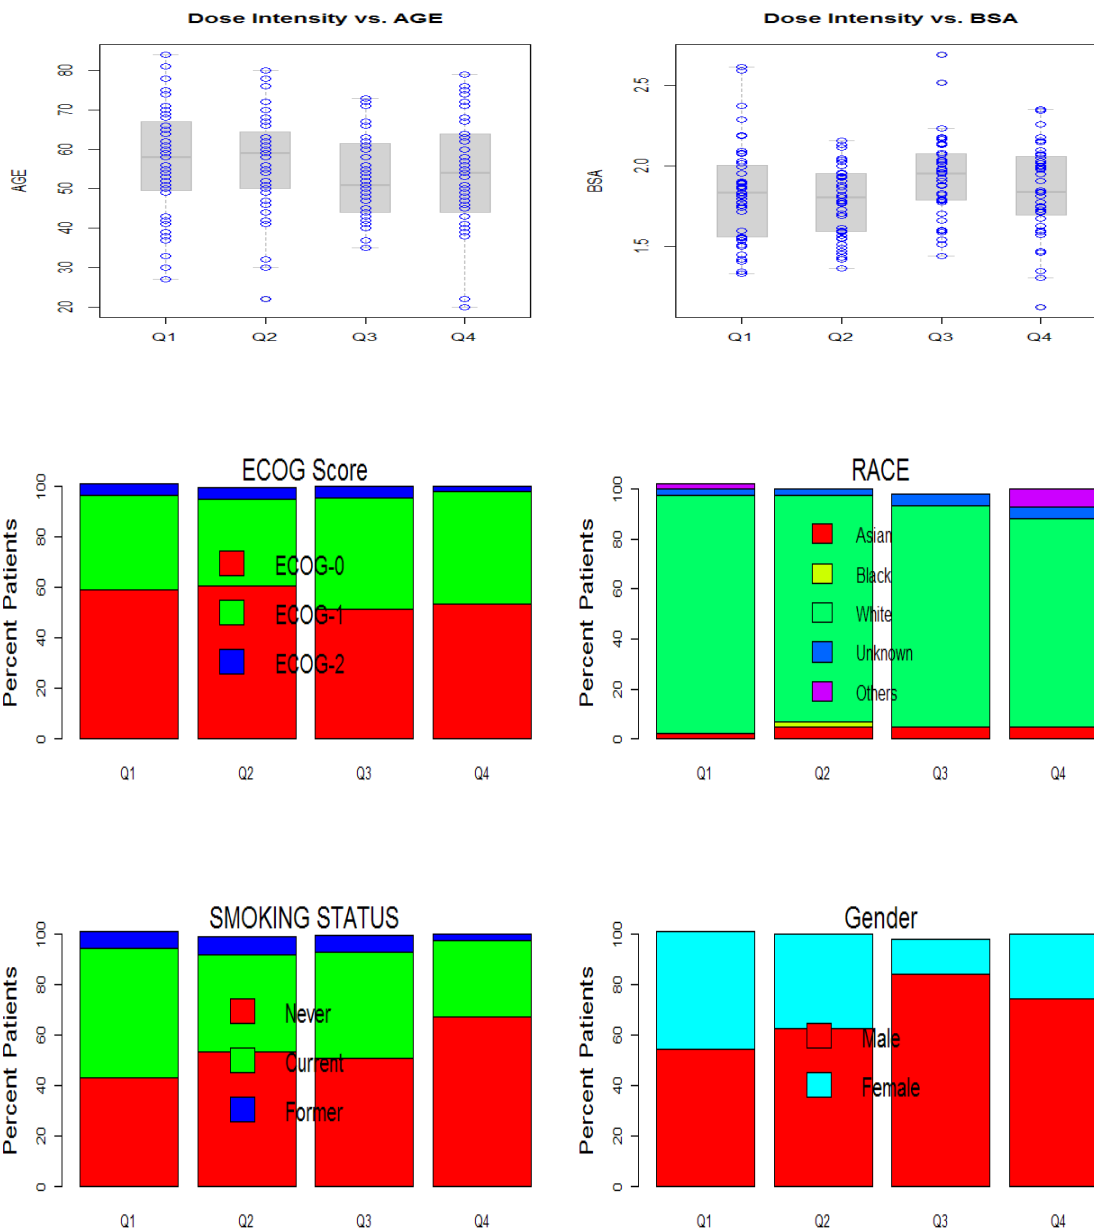 Dose Intensity vs. AGE
AGE
20 30 40 50 60 70 80
Q1 Q2 Q3 Q4
Dose Intensity vs. BSA
BSA
1.5 2.0 2.5
Q1 Q2 Q3 Q4
ECOG Score
Percent Patients
0 20 40 60 80 100
ECOG-0
ECOG-1
ECOG-2
Q1 Q2 Q3 Q4
RACE
Percent Patients
0 20 40 60 80 100
Asian
Black
White
Unknown
Others
Q1 Q2 Q3 Q4
SMOKING STATUS
Percent Patients
0 20 40 60 80 100
Never
Current
Former
Q1 Q2 Q3 Q4
Gender
Percent Patients
0 20 40 60 80 100
Male
Female
Q1 Q2 Q3 Q4